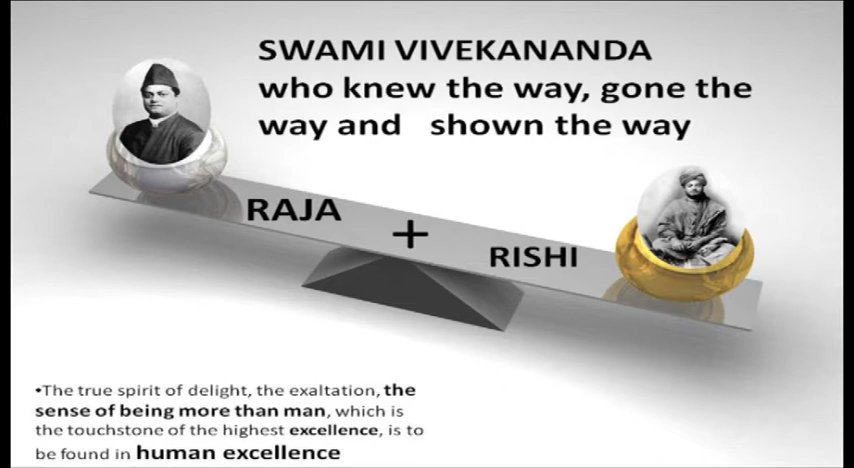 SWAMI VIVEKANANDA
who knew the way, gone the
way and shown the way
RAJA
+
RISHI
•The true spirit of delight, the exaltation, the
sense of being more than man, which is
the touchstone of the highest excellence, is to
be found in human excellence